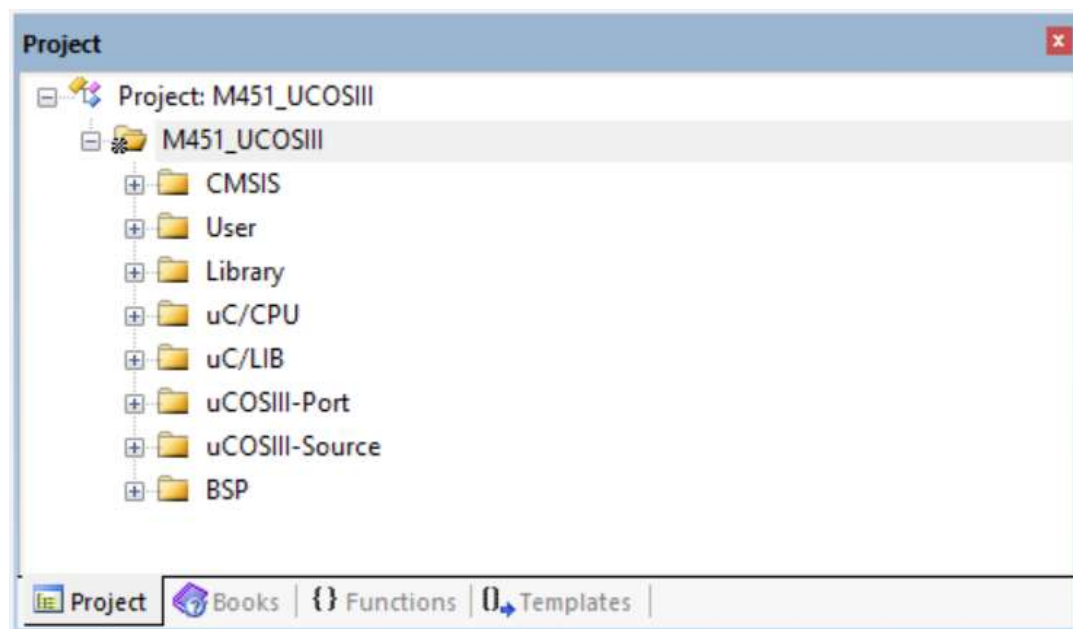 Project
Project: M451_UCOSIII
M451_UCOSIII
CMSIS
User
Library
uC/CPU
uC/LIB
uCOSIII-Port
uCOSIII-Source
BSP
Project Books {} Functions 0 Templates